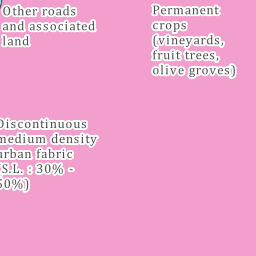 Other roads
and associated
land
Permanent
crops
(vineyards,
fruit trees,
olive groves)
Discontinuous
medium density
urban fabric
(S.L. : 30% -
50%)